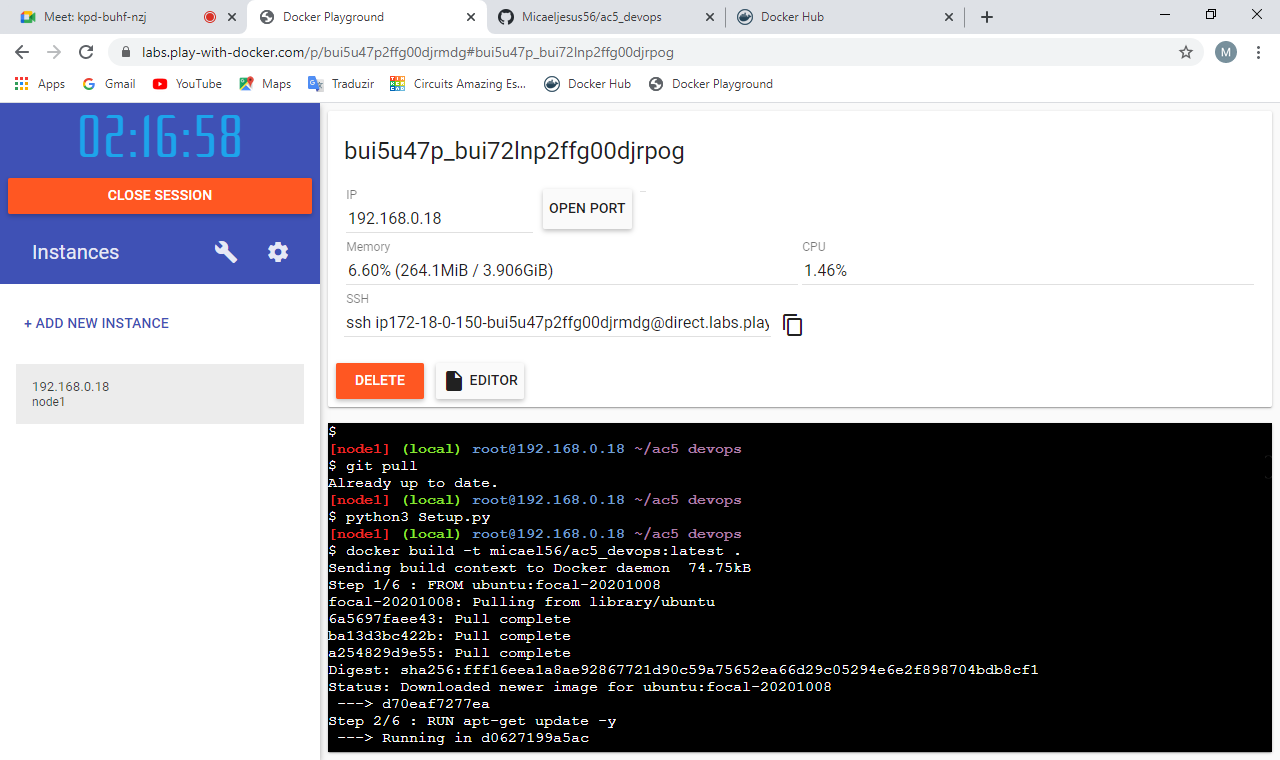 Meet: kpd-buhf-nzj
Docker Playground
Micaeljesus56/ac5_devops
Docker Hub
labs.play-with-docker.com/p/bui5u47p2ffg00djrmdg#bui5u47p_bui72lnp2ffg00djrpog
M
Apps
Gmail
YouTube
Maps
Traduzir
Circuits Amazing Es...
Docker Hub
Docker Playground
02:16:58
CLOSE SESSION
Instances
+ ADD NEW INSTANCE
192.168.0.18
node1
bui5u47p_bui72lnp2ffg00djrpog
IP
192.168.0.18
OPEN PORT
Memory
6.60% (264.1MiB / 3.906GiB)
CPU
1.46%
SSH
ssh ip172-18-0-150-bui5u47p2ffg00djrmdg@direct.labs.play
DELETE
EDITOR
$
[node1] (local) root@192.168.0.18 ~/ac5 devops
$ git pull
Already up to date.
[node1] (local) root@192.168.0.18 ~/ac5 devops
$ python3 Setup.py
[node1] (local) root@192.168.0.18 ~/ac5 devops
$ docker build -t micael56/ac5_devops:latest .
Sending build context to Docker daemon  74.75kB
Step 1/6 : FROM ubuntu:focal-20201008
focal-20201008: Pulling from library/ubuntu
6a5697faee43: Pull complete
ba13d3bc422b: Pull complete
a254829d9e55: Pull complete
Digest: sha256:fff16eea1a8ae92867721d90c59a75652ea66d29c05294e6e2f898704bdb8cf1
Status: Downloaded newer image for ubuntu:focal-20201008
---> d70eaf7277ea
Step 2/6 : RUN apt-get update -y
---> Running in d0627199a5ac